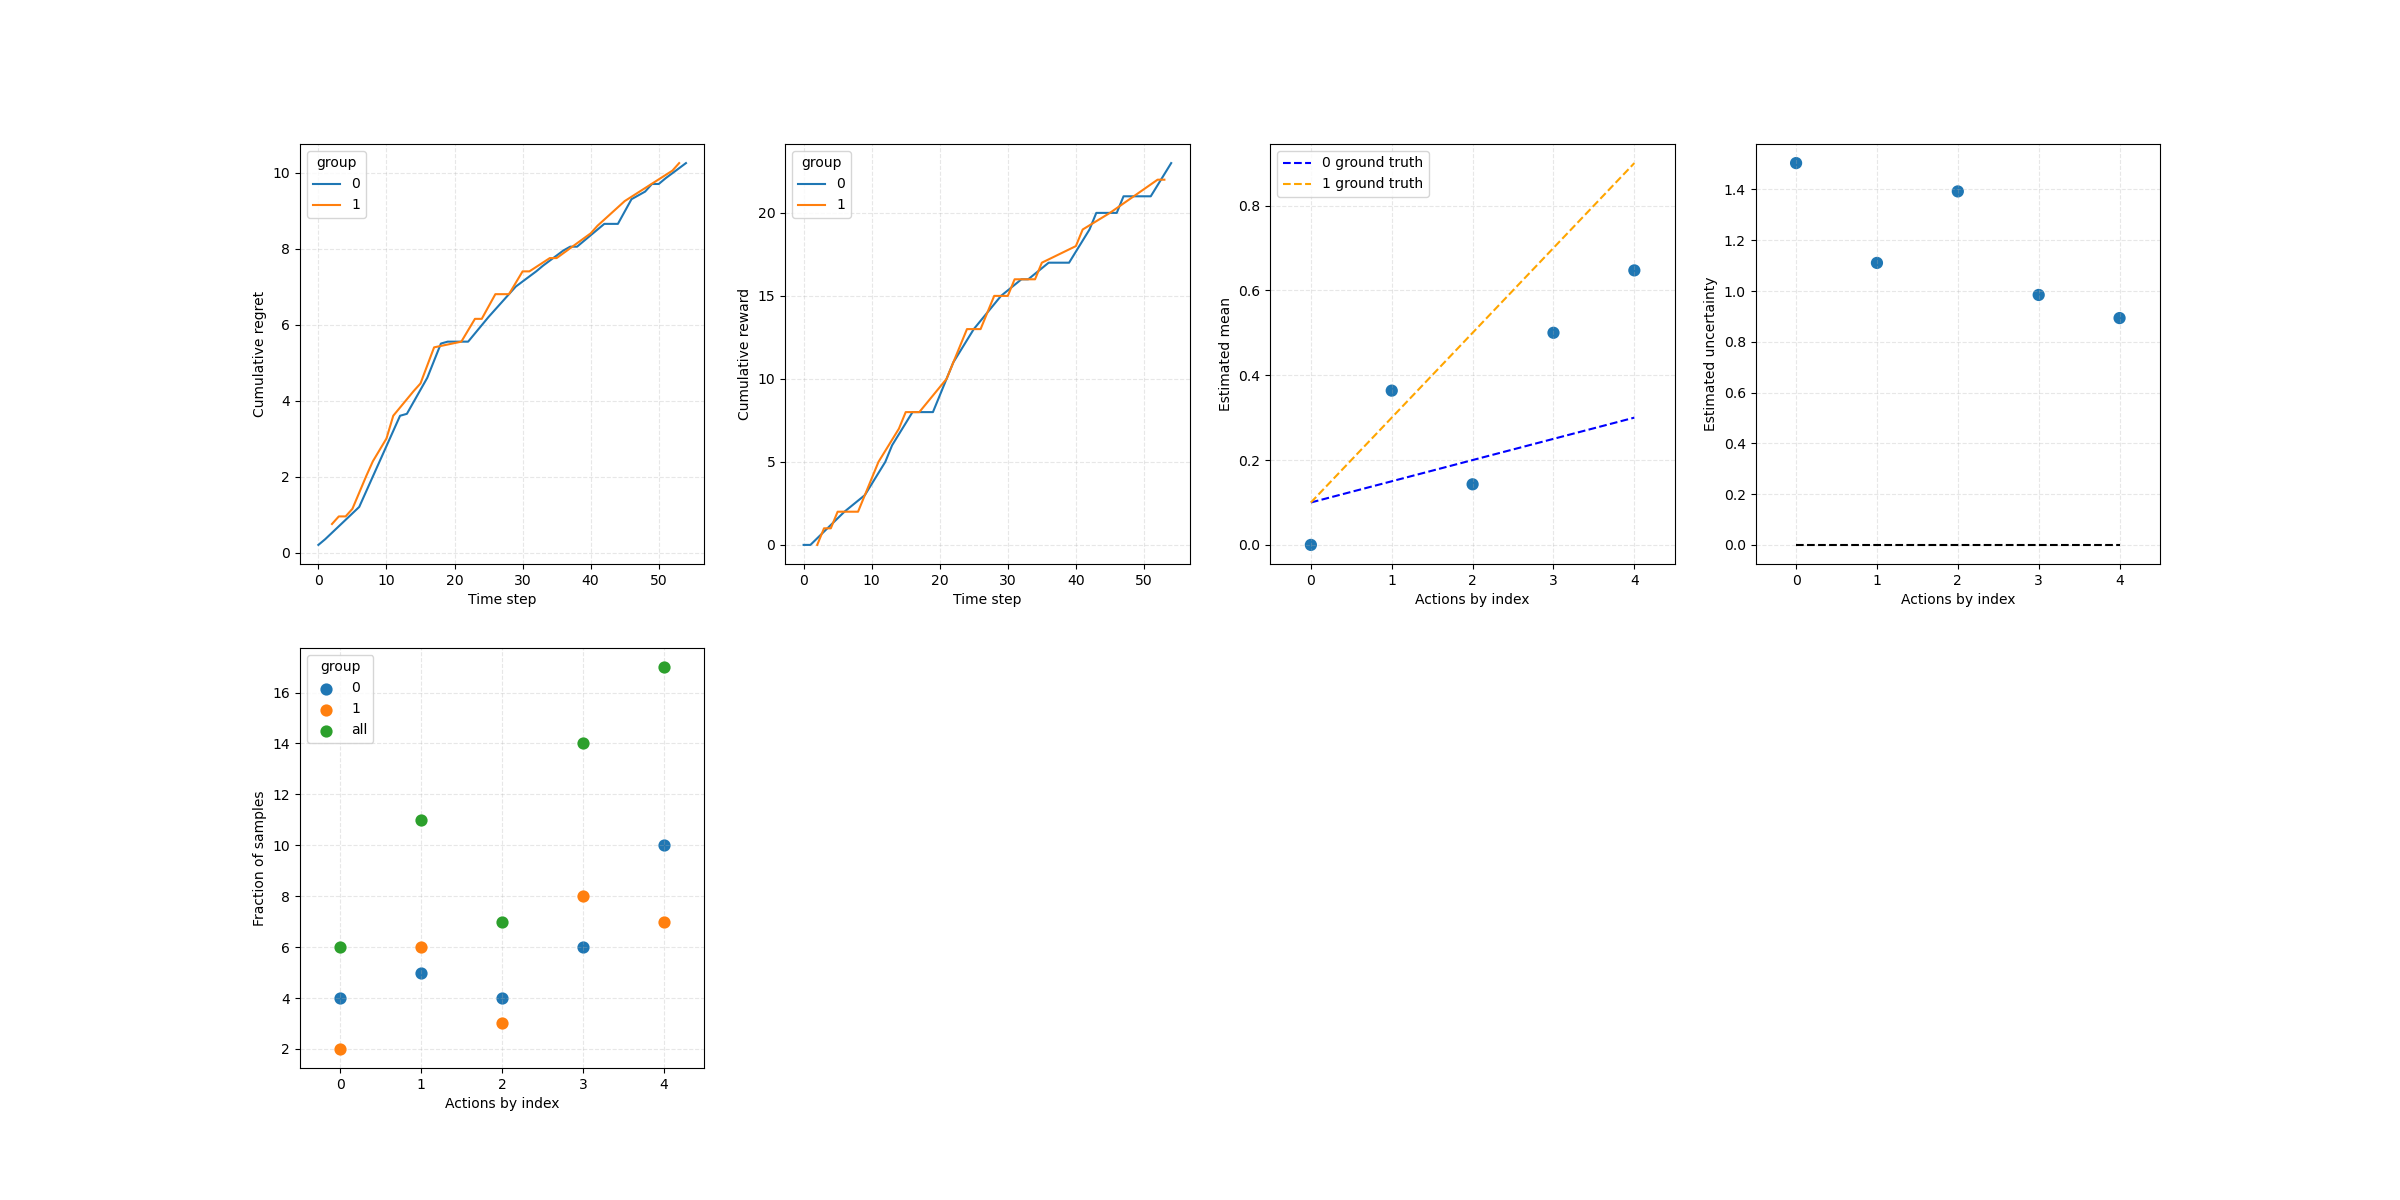 group
0
1
10
8
6
4
2
0
Cumulative regret
0 10 20 30 40 50
Time step
group
0
1
20
15
10
5
0
Cumulative reward
0 10 20 30 40 50
Time step
0 ground truth
1 ground truth
0.8
0.6
0.4
0.2
0.0
Estimated mean
0 1 2 3 4
Actions by index
1.4
1.2
1.0
0.8
0.6
0.4
0.2
0.0
Estimated uncertainty
0 1 2 3 4
Actions by index
group
0
1
all
16
14
12
10
8
6
4
2
Fraction of samples
0 1 2 3 4
Actions by index